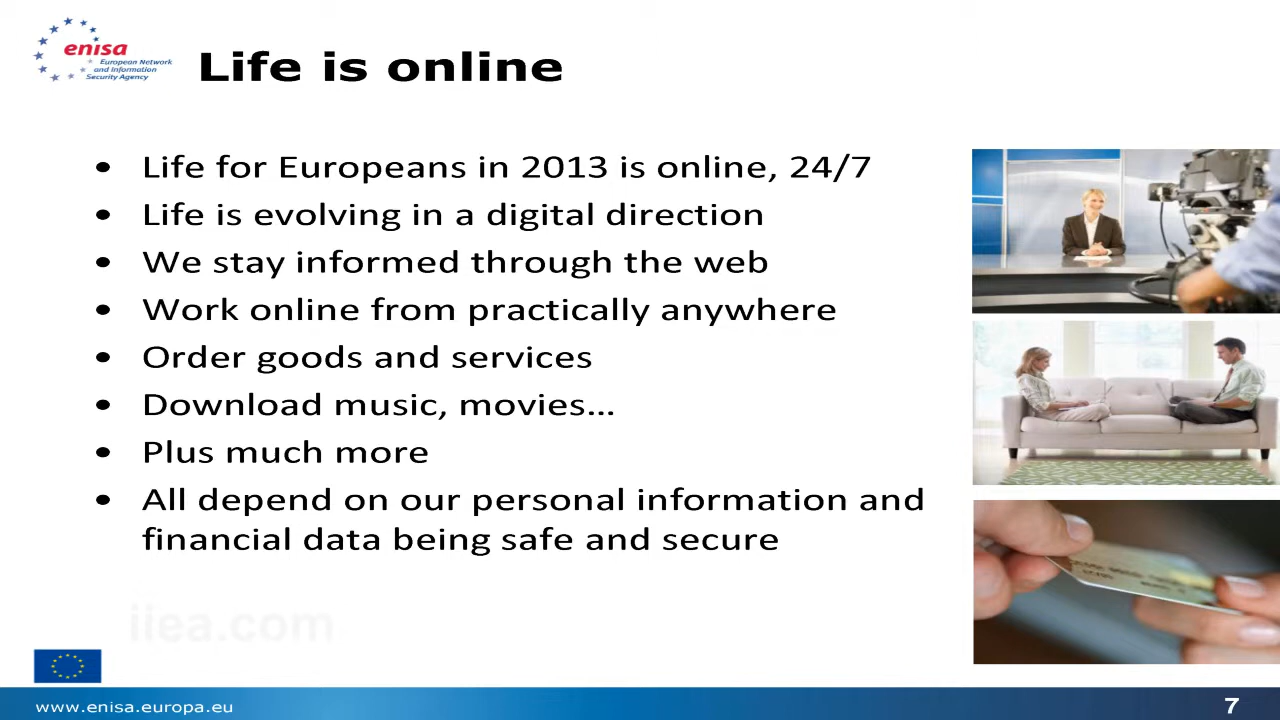 enisa
European Network
and Information
Security Agency
Life is online
• Life for Europeans in 2013 is online, 24/7
• Life is evolving in a digital direction
• We stay informed through the web
• Work online from practically anywhere
• Order goods and services
• Download music, movies…
• Plus much more
• All depend on our personal information and
financial data being safe and secure
iiea.com
www.enisa.europa.eu
7